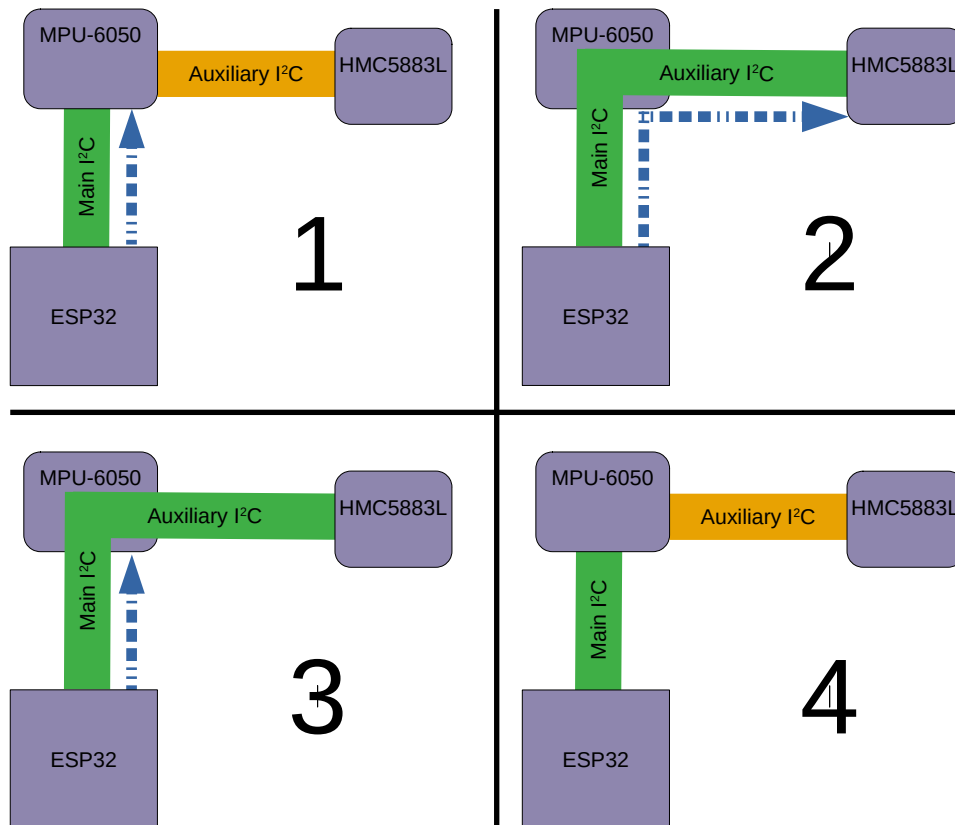 MPU-6050
Auxiliary I²C
HMC5883L
Main I²C
1
ESP32
MPU-6050
Auxiliary I²C
HMC5883L
Main I²C
2
ESP32
MPU-6050
Auxiliary I²C
HMC5883L
Main I²C
3
ESP32
MPU-6050
Auxiliary I²C
HMC5883L
Main I²C
4
ESP32